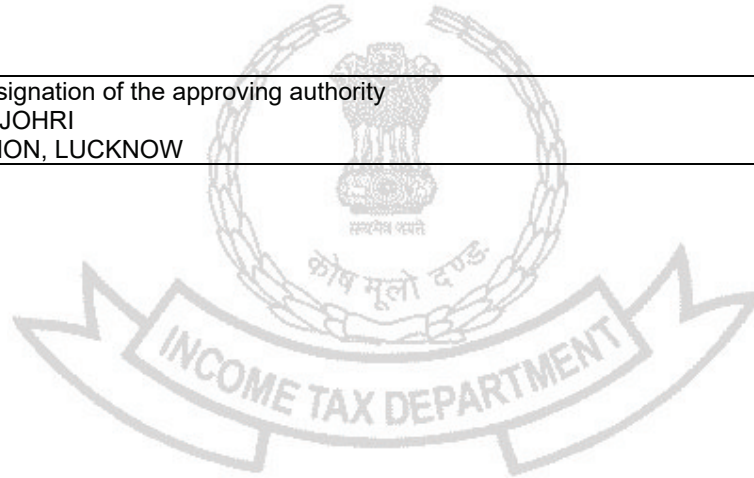 signation of the approving authority
JOHRI
ION, LUCKNOW
सत्यमेव जयते
कोष मूलो दण्डः
INCOME TAX DEPARTMENT